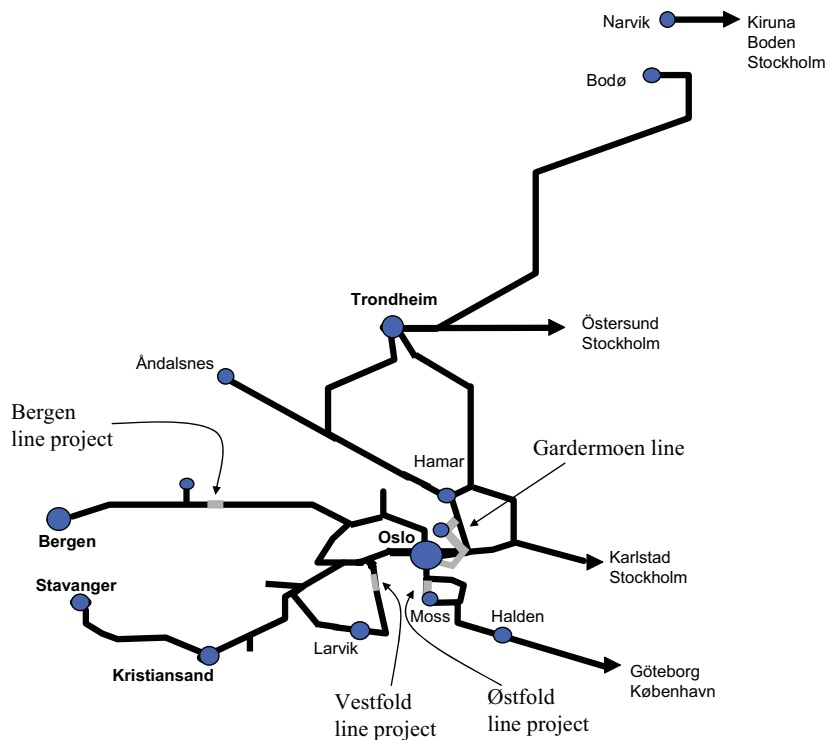 Narvik
Kiruna
Boden
Stockholm
Bodø
Trondheim
Östersund
Stockholm
Åndalsnes
Bergen
line project
Hamar
Gardermoen line
Bergen
Oslo
Karlstad
Stockholm
Stavanger
Moss
Halden
Larvik
Kristiansand
Göteborg
København
Vestfold
line project
Østfold
line project